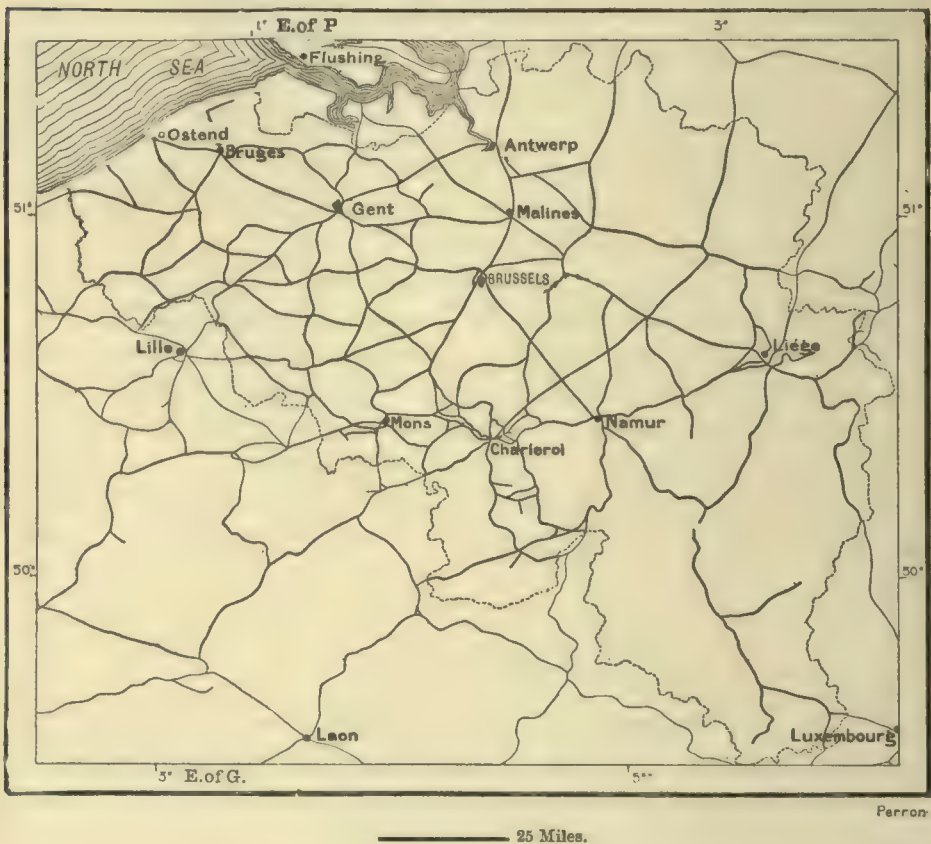 1° E. of P
3°
NORTH SEA
Flushing
Ostend
Bruges
Antwerp
51°
Gent
Malines
51°
BRUSSELS
Lille
Liége
Mons
Namur
Charleroi
50°
50°
Laon
Luxembourg
3° E. of G.
5°
Perron
25 Miles.